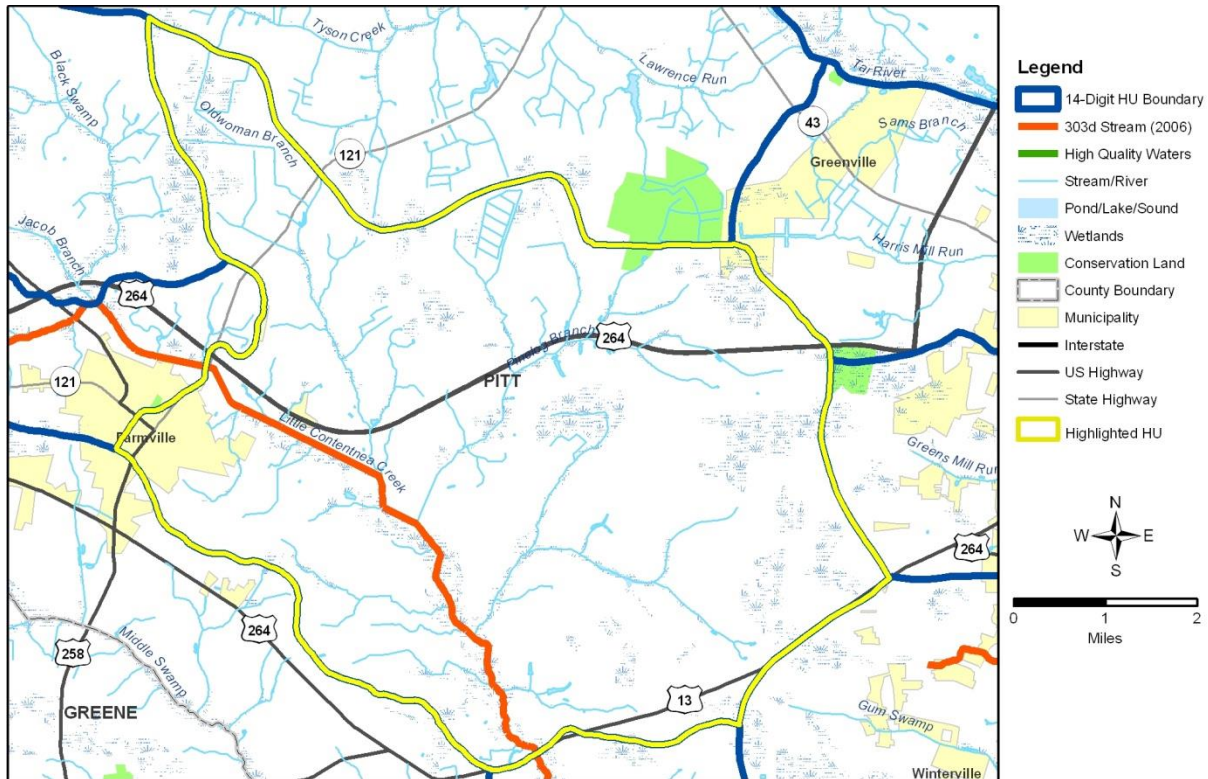 Tyson Creek
Black Swamp
Oldwoman Branch
Lawrence Run
Tar River
43
Sams Branch
Greenville
121
Jacob Branch
Harris Mill Run
264
264
Pinelog Branch
PITT
121
Farmville
Little Contentnea Creek
Greens Mill Run
264
Middle Swamp
264
258
13
GREENE
Gum Swamp
Winterville
Legend
14-Digit HU Boundary
303d Stream (2006)
High Quality Waters
Stream/River
Pond/Lake/Sound
Wetlands
Conservation Land
County Boundary
Municipality
Interstate
US Highway
State Highway
Highlighted HU
N
W E
S
0 1 2
Miles